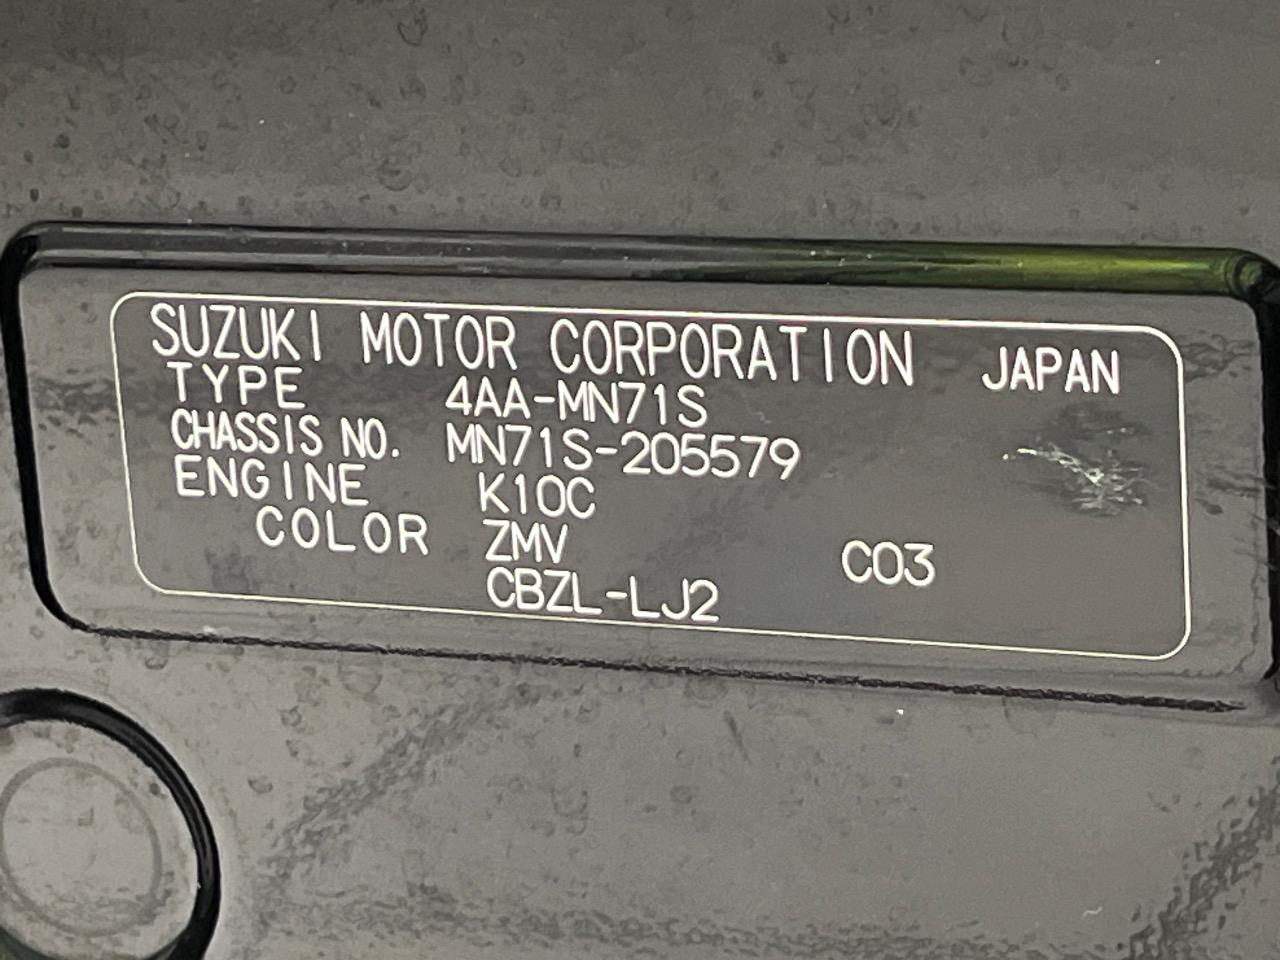 SUZUKI MOTOR CORPORATION JAPAN
TYPE 4AA-MN71S
CHASSIS NO. MN71S-205579
ENGINE K10C
COLOR ZMV C03
CBZL-LJ2